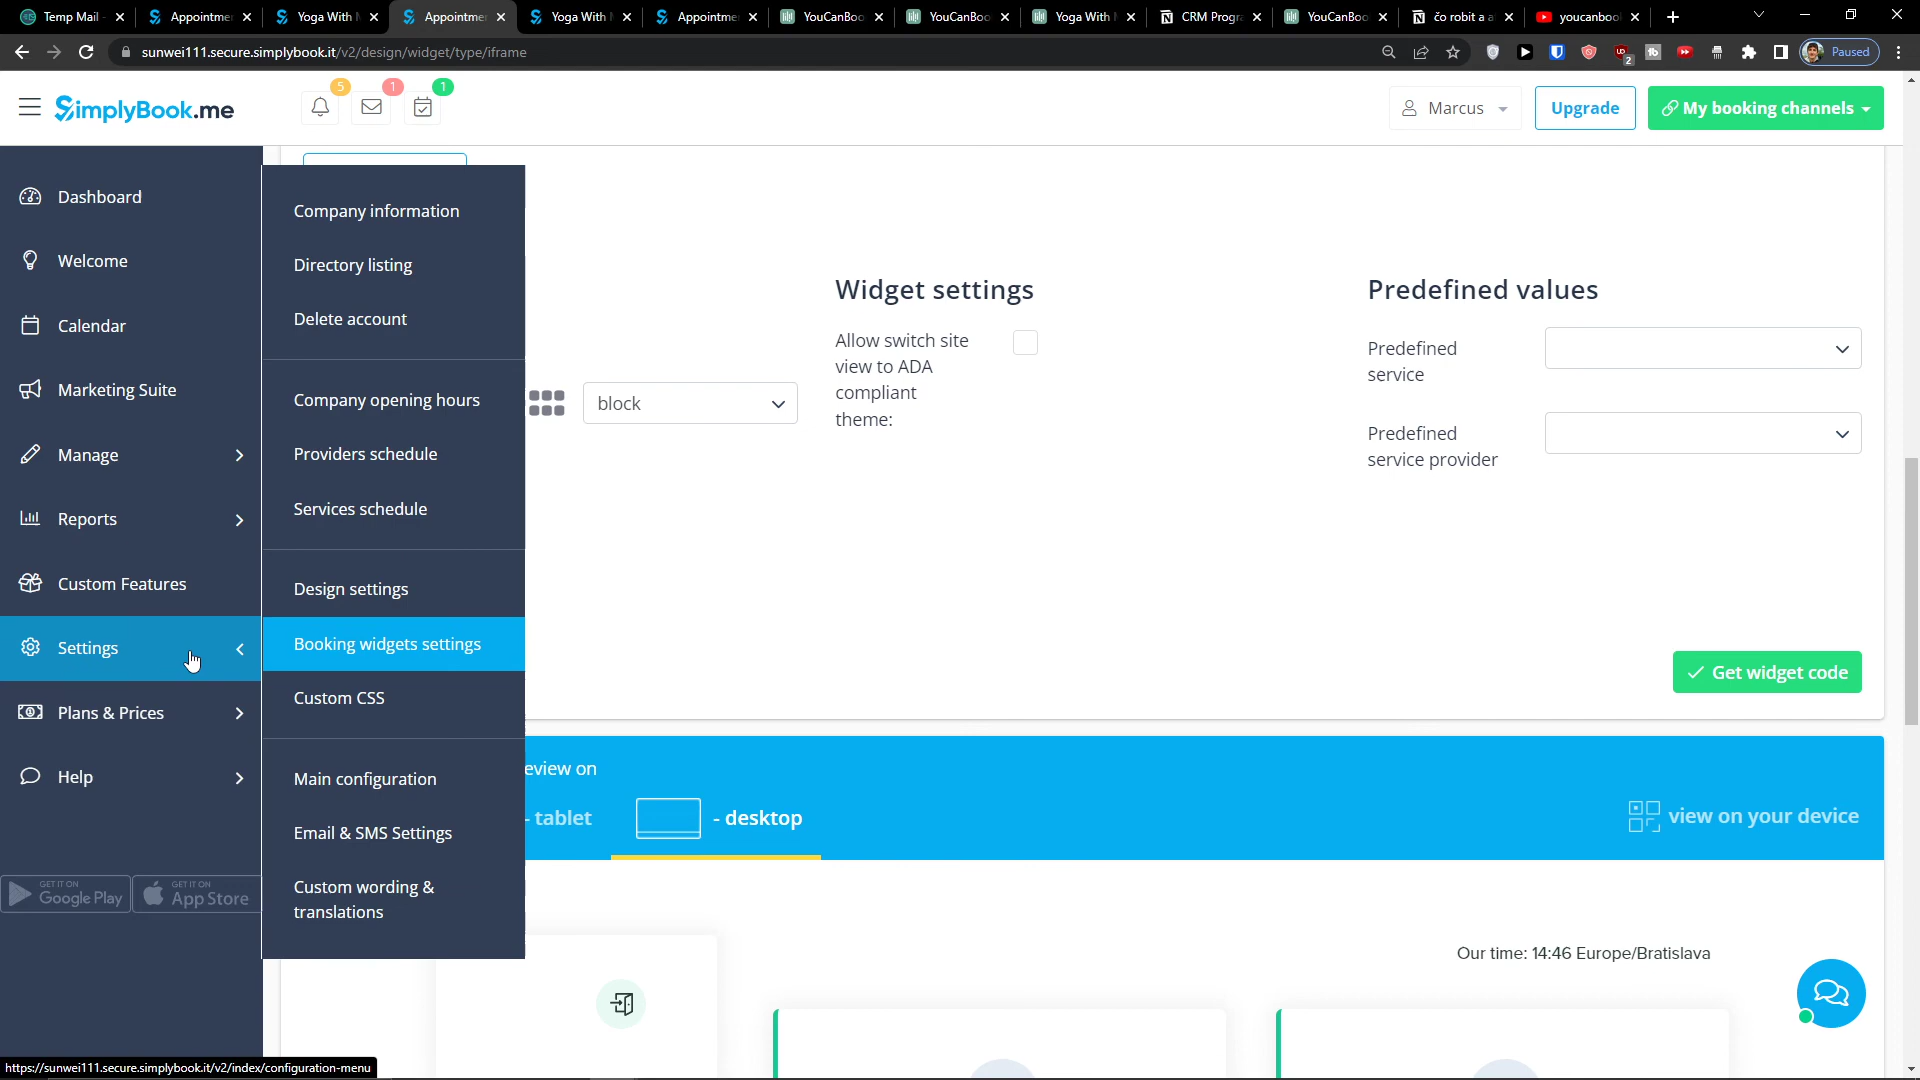 Temp Mail -
Appointmen
Yoga With M
Appointmen
Yoga With M
Appointmen
YouCanBoo
YouCanBoo
Yoga With M
CRM Progra
YouCanBoo
čo robit a a
youcanbook
sunwei111.secure.simplybook.it/v2/design/widget/type/iframe
2
Paused
SimplyBook.me
5
1
1
Marcus
Upgrade
My booking channels
Dashboard
Welcome
Calendar
Marketing Suite
Manage
Reports
Custom Features
Settings
Plans & Prices
Help
GET IT ON
Google Play
GET IT ON
App Store
Company information
Directory listing
Delete account
Company opening hours
Providers schedule
Services schedule
Design settings
Booking widgets settings
Custom CSS
Main configuration
Email & SMS Settings
Custom wording &
translations
block
Widget settings
Allow switch site
view to ADA
compliant
theme:
Predefined values
Predefined
service
Predefined
service provider
Get widget code
eview on
- tablet
- desktop
view on your device
Our time: 14:46 Europe/Bratislava
https://sunwei111.secure.simplybook.it/v2/index/configuration-menu